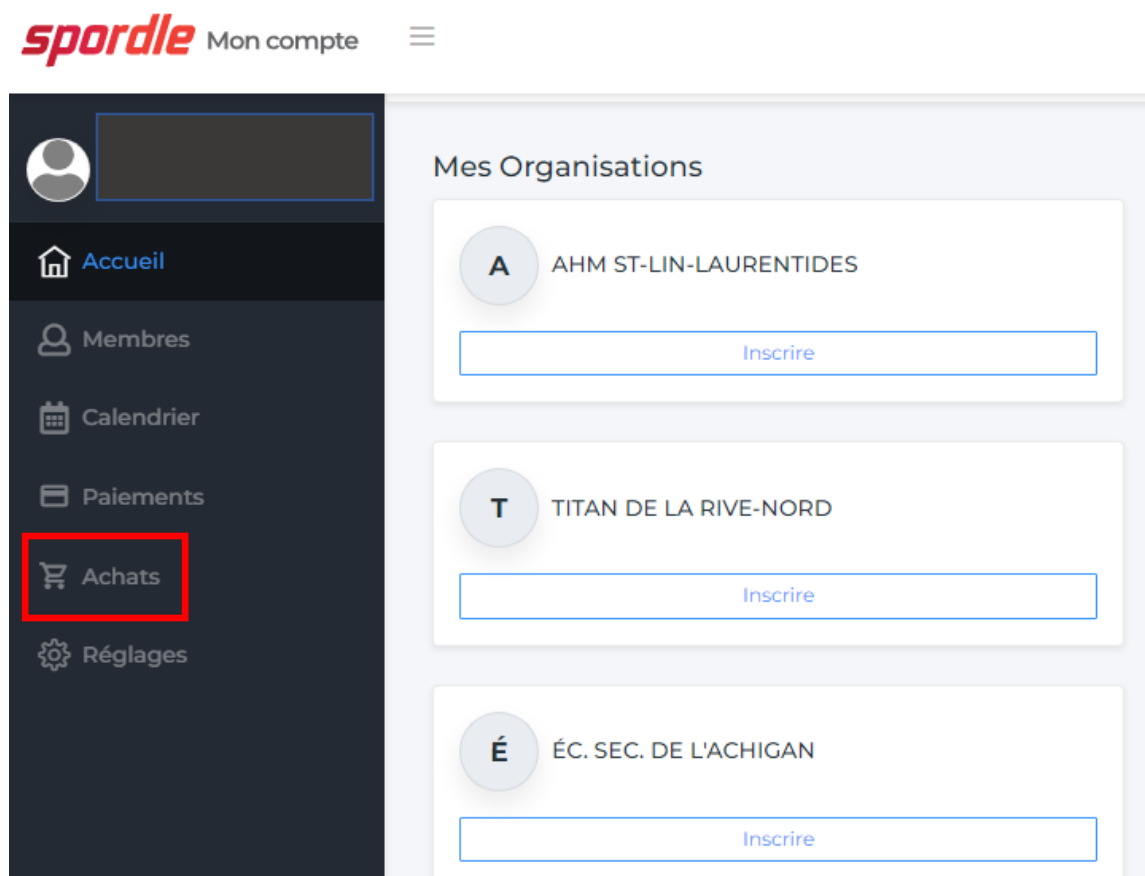 spordle Mon compte
Accueil
Membres
Calendrier
Paiements
Achats
Réglages
Mes Organisations
A AHM ST-LIN-LAURENTIDES
Inscrire
T TITAN DE LA RIVE-NORD
Inscrire
É ÉC. SEC. DE L'ACHIGAN
Inscrire